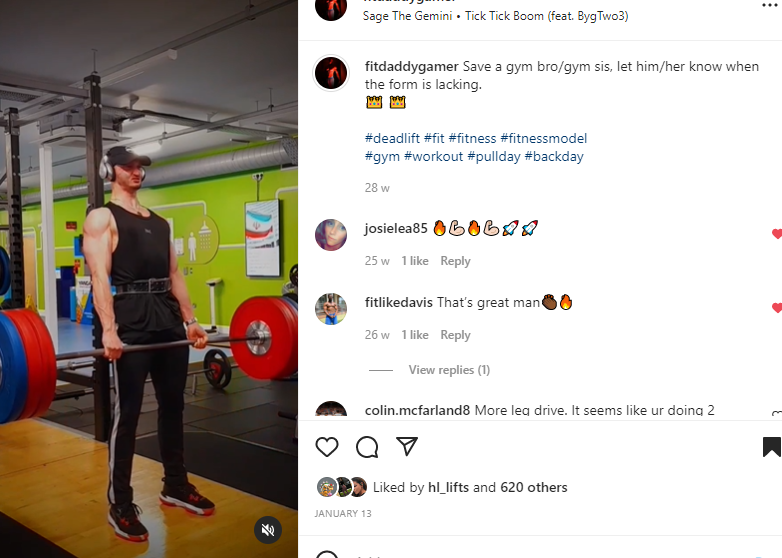 Sage The Gemini • Tick Tick Boom (feat. BygTwo3)
fitdaddygamer Save a gym bro/gym sis, let him/her know when
the form is lacking.
#deadlift #fit #fitness #fitnessmodel
#gym #workout #pullday #backday
28 w
josielea85 🔥💪🔥💪🚀🚀
25 w 1 like Reply
fitlikedavis That's great man✊🏿🔥
26 w 1 like Reply
View replies (1)
colin.mcfarland8 More leg drive. It seems like ur doing 2
Liked by hl_lifts and 620 others
JANUARY 13